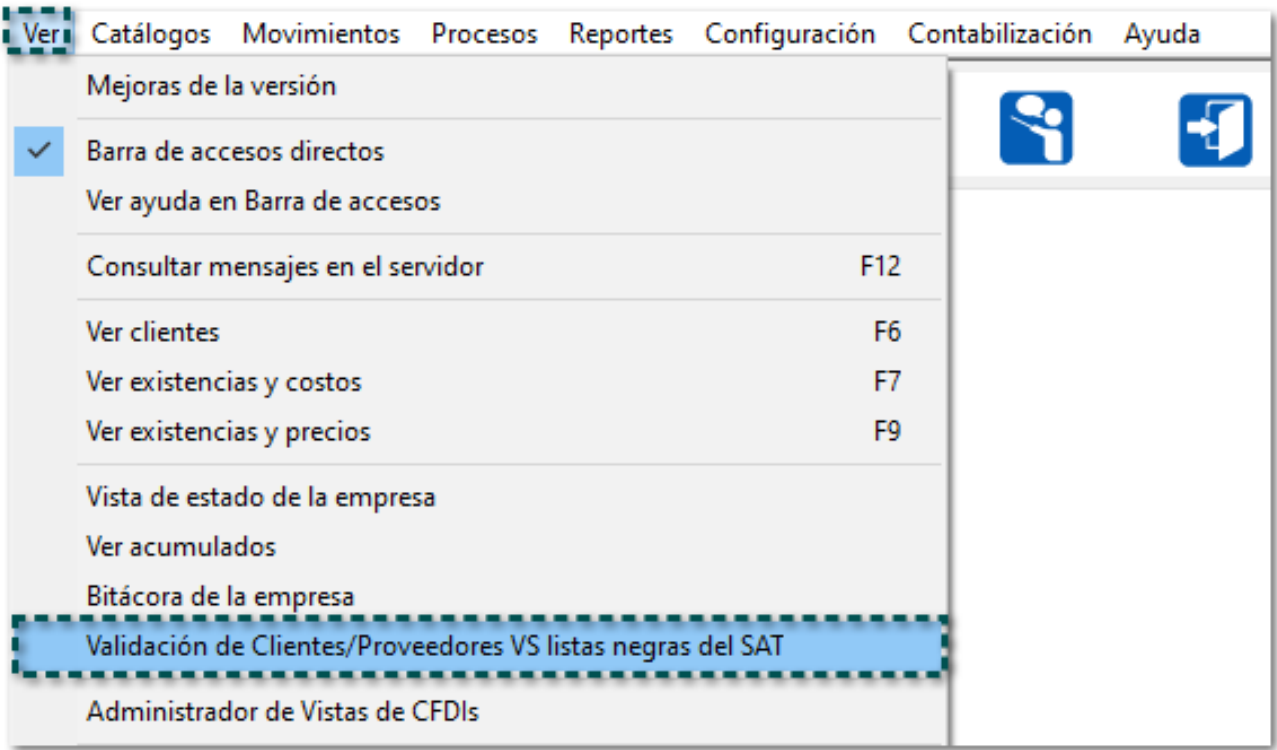 Ver Catálogos Movimientos Procesos Reportes Configuración Contabilización Ayuda
Mejoras de la versión
Barra de accesos directos
Ver ayuda en Barra de accesos
Consultar mensajes en el servidor F12
Ver clientes F6
Ver existencias y costos F7
Ver existencias y precios F9
Vista de estado de la empresa
Ver acumulados
Bitácora de la empresa
Validación de Clientes/Proveedores VS listas negras del SAT
Administrador de Vistas de CFDIs